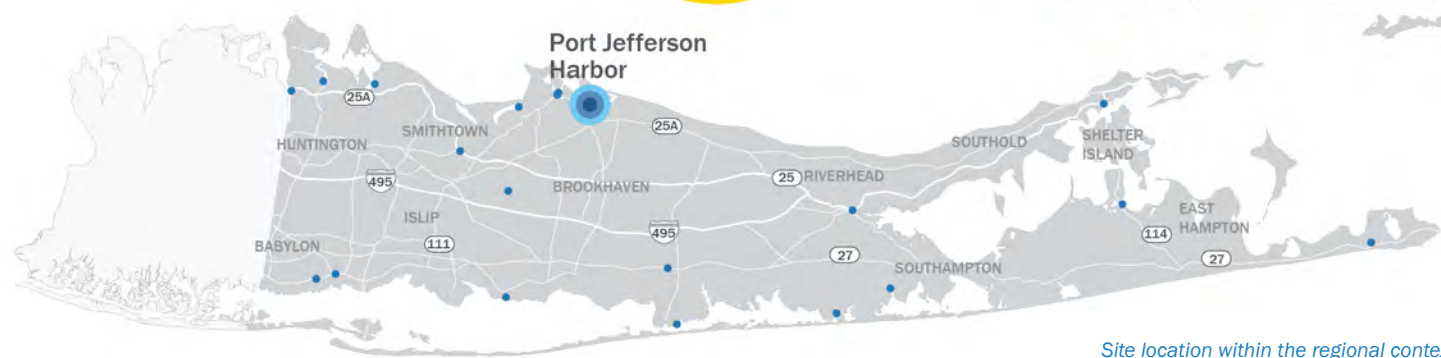 Port Jefferson
Harbor
25A
SMITHTOWN
HUNTINGTON
25A
SOUTHOLD
SHELTER
ISLAND
495
BROOKHAVEN
25
RIVERHEAD
ISLIP
EAST
HAMPTON
BABYLON
111
495
114
27
27
SOUTHAMPTON
Site location within the regional conte